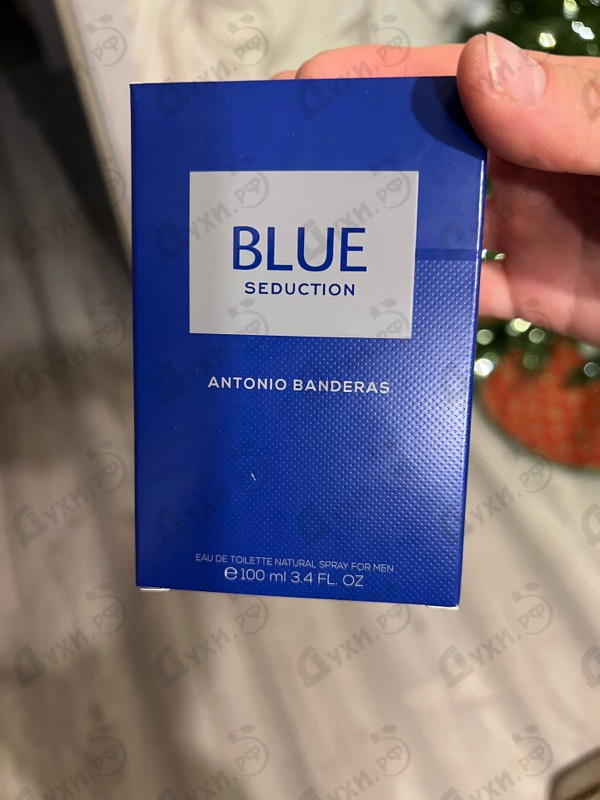 BLUE
SEDUCTION
ANTONIO BANDERAS
EAU DE TOILETTE NATURAL SPRAY FOR MEN
℮ 100 ml 3.4 FL. OZ
Духи.рф